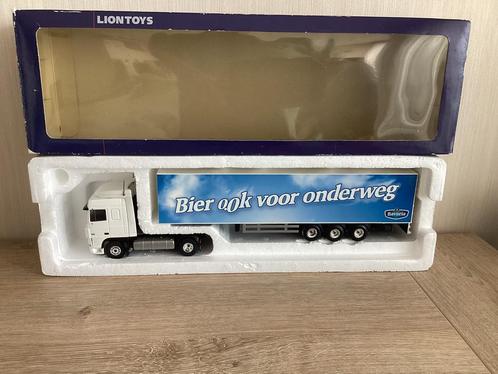 LIONTOYS
Bier ook voor onderweg
Bavaria